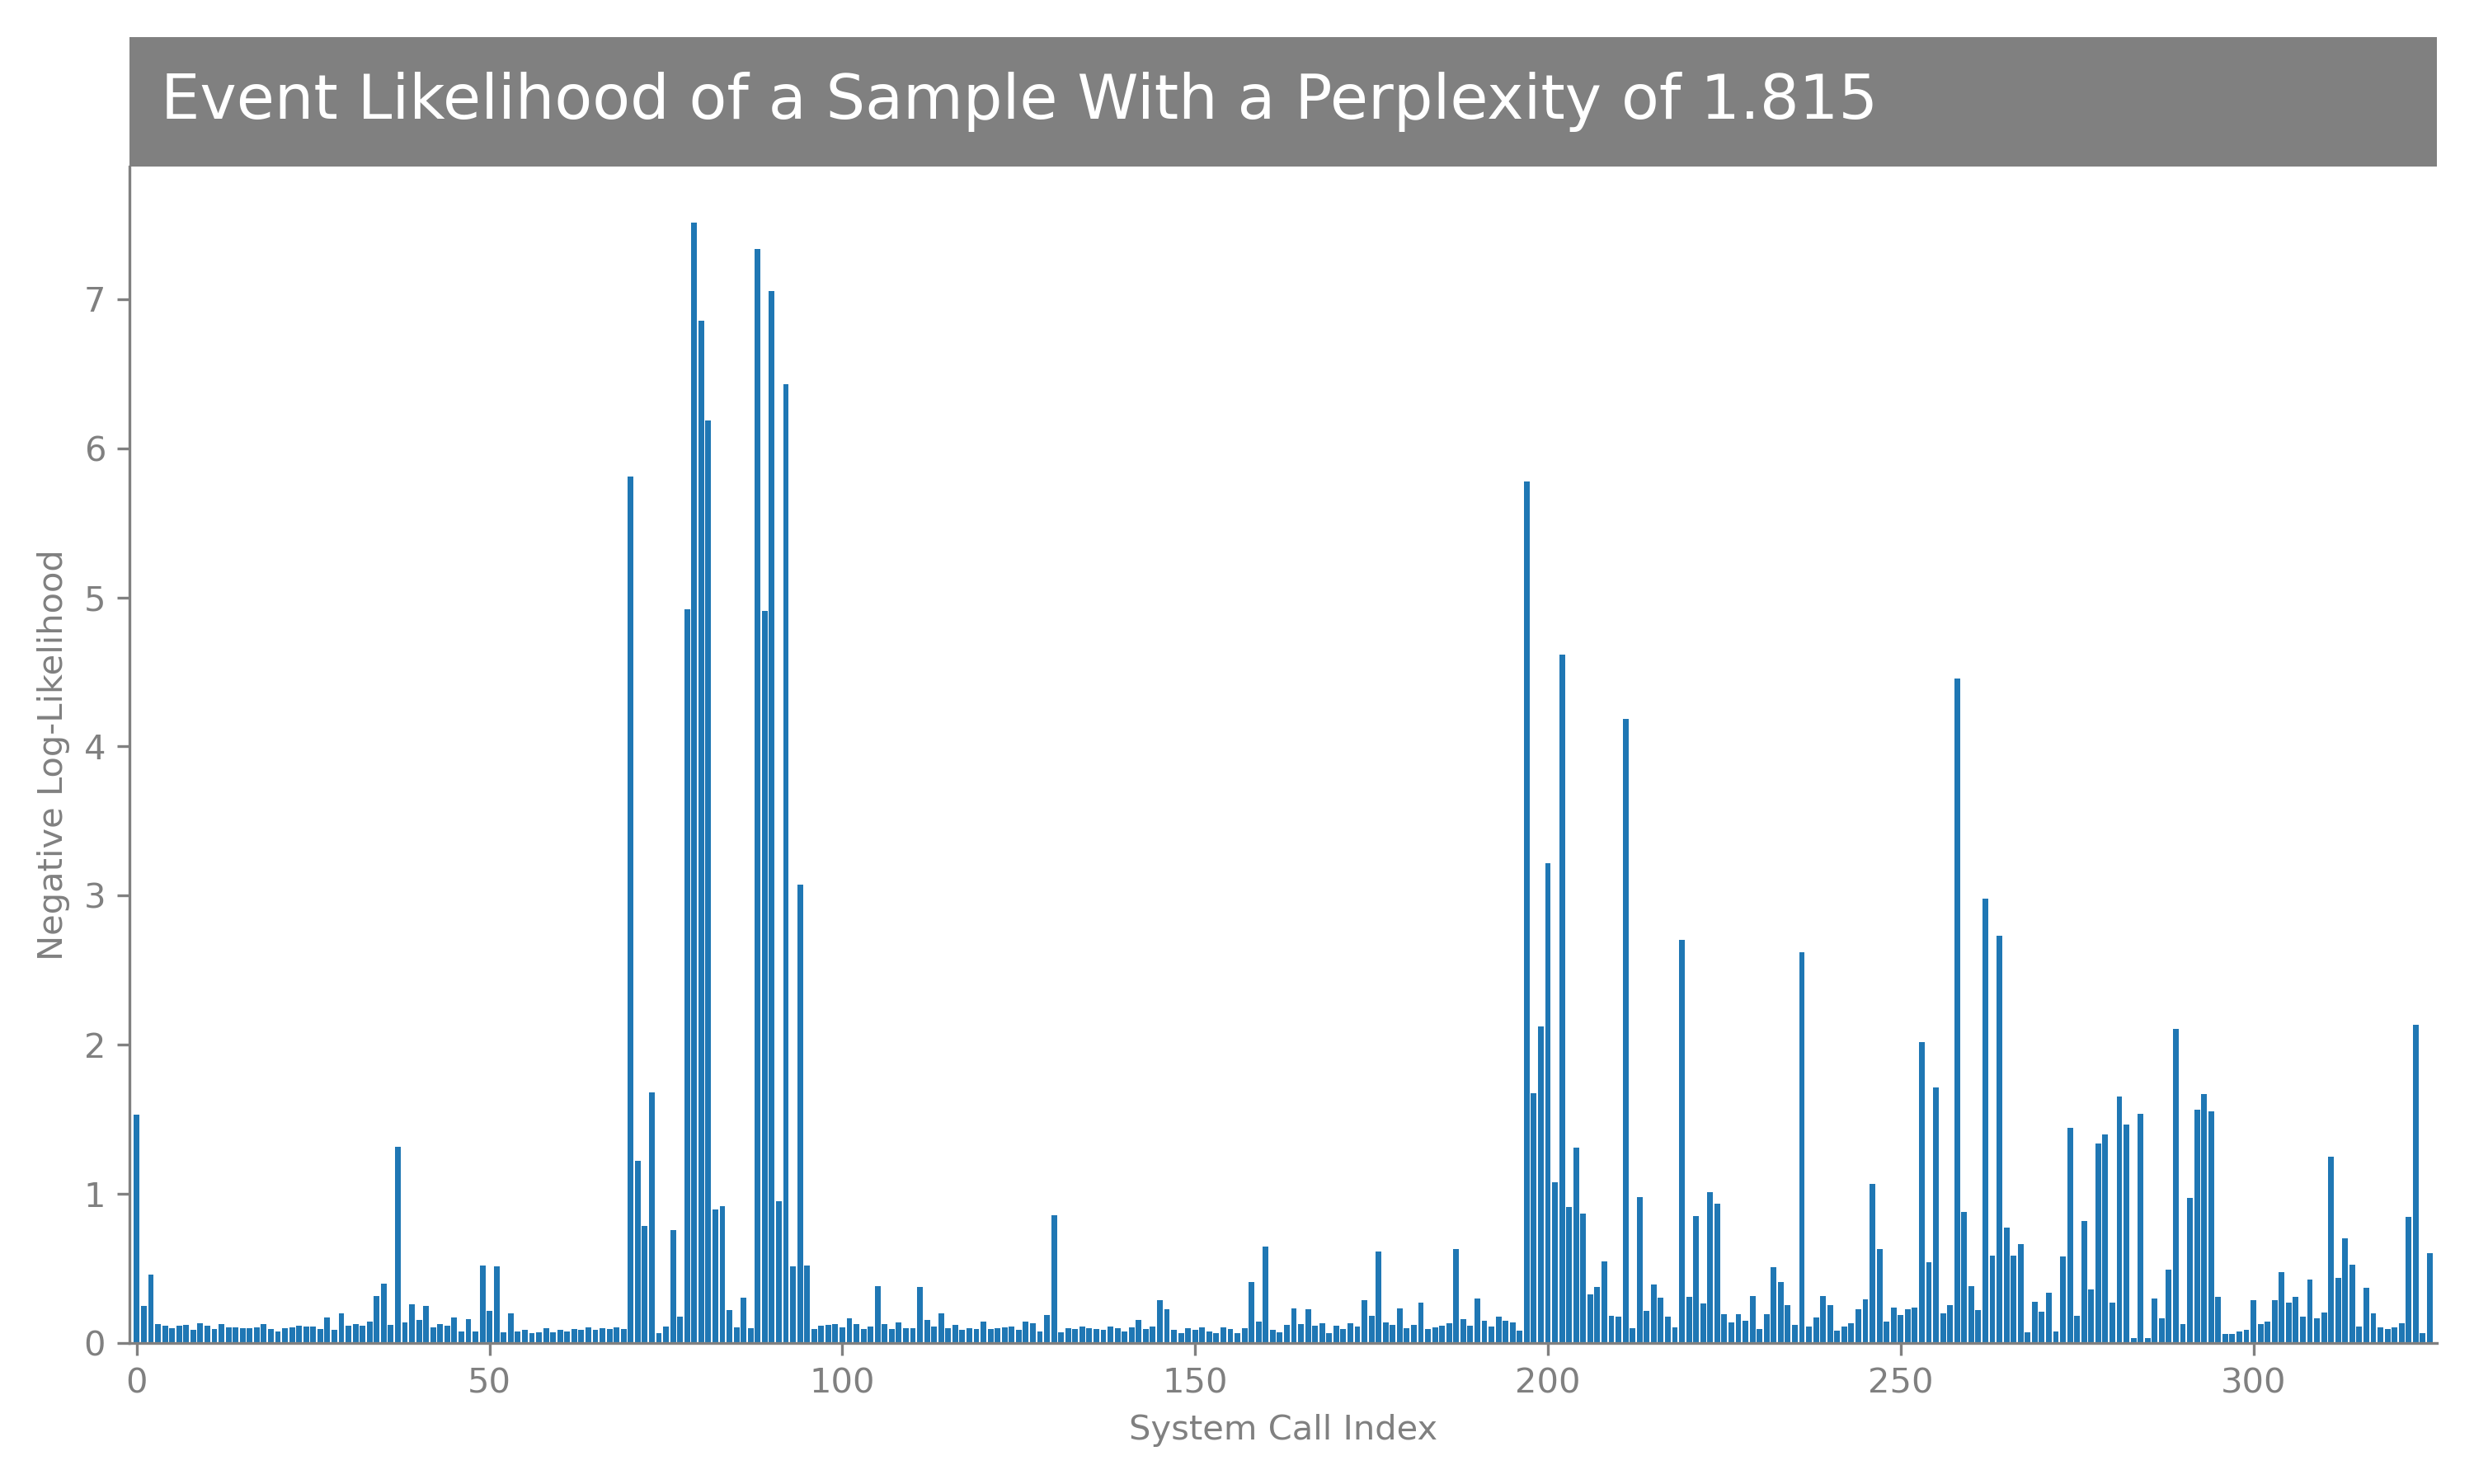 Event Likelihood of a Sample With a Perplexity of 1.815
Negative Log-Likelihood
7
6
5
4
3
2
1
0
0 50 100 150 200 250 300
System Call Index